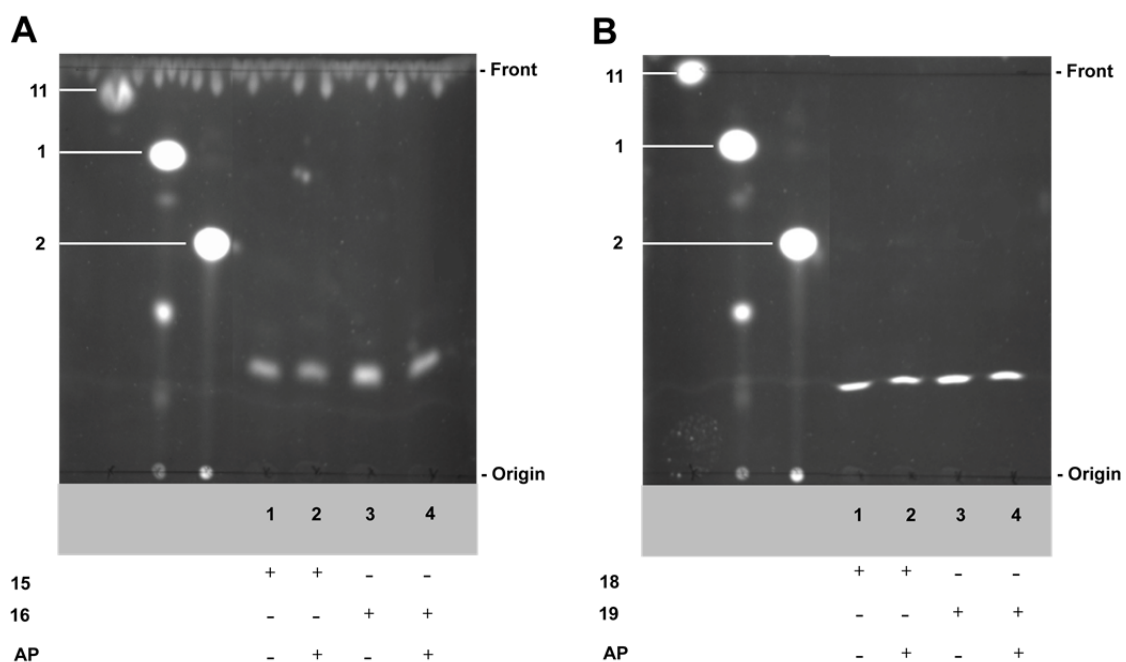 A B
11 - Front 11 - Front
1 1
2 2
- Origin - Origin
1 2 3 4 1 2 3 4
15 + + - - 18 + + - -
16 - - + + 19 - - + +
AP - + - + AP - + - +